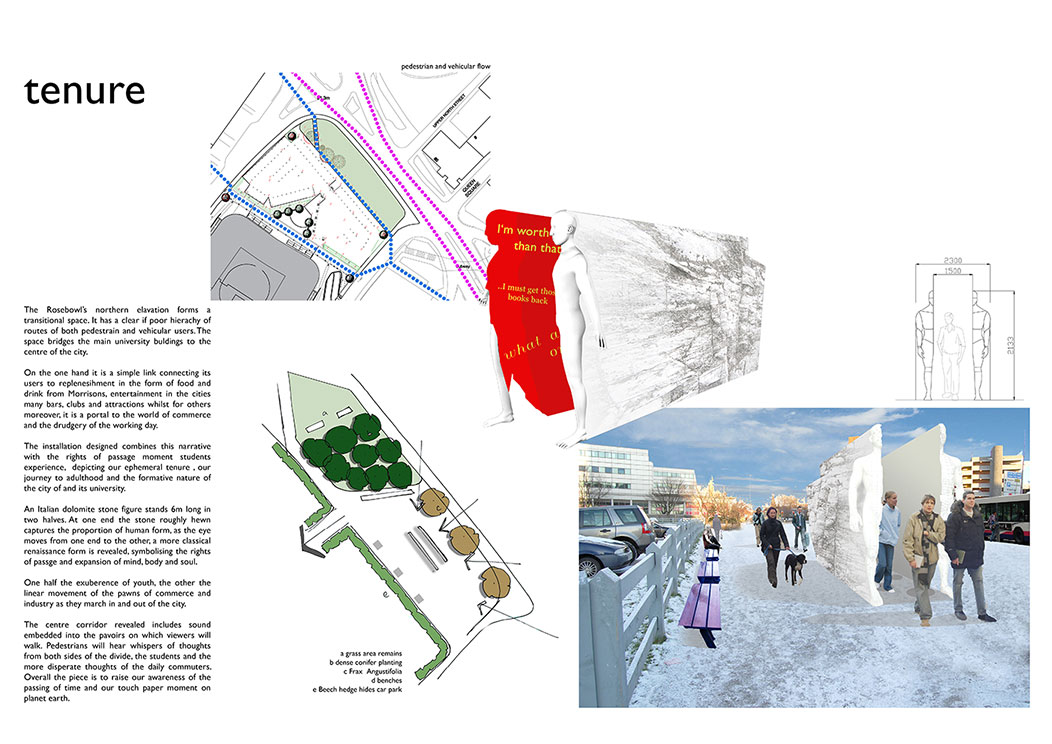 tenure
pedestrian and vehicular flow
UPPER NORTH STREET
QUEEN
SQUARE
I'm worth
than that
..I must get thos
books back
what a
o
2300
1500
2133
The Rosebowl's northern elavation forms a
transitional space. It has a clear if poor hierachy of
routes of both pedestrain and vehicular users. The
space bridges the main university buldings to the
centre of the city.
On the one hand it is a simple link connecting its
users to replenesihment in the form of food and
drink from Morrisons, entertainment in the cities
many bars, clubs and attractions whilst for others
moreover, it is a portal to the world of commerce
and the drudgery of the working day.
The installation designed combines this narrative
with the rights of passage moment students
experience, depicting our ephemeral tenure , our
journey to adulthood and the formative nature of
the city of and its university.
An Italian dolomite stone figure stands 6m long in
two halves. At one end the stone roughly hewn
captures the proportion of human form, as the eye
moves from one end to the other, a more classical
renaissance form is revealed, symbolising the rights
of passge and expansion of mind, body and soul.
One half the exuberence of youth, the other the
linear movement of the pawns of commerce and
industry as they march in and out of the city.
The centre corridor revealed includes sound
embedded into the pavoirs on which viewers will
walk. Pedestrians will hear whispers of thoughts
from both sides of the divide, the students and the
more disperate thoughts of the daily commuters.
Overall the piece is to raise our awareness of the
passing of time and our touch paper moment on
planet earth.
a
e
a grass area remains
b dense conifer planting
c Frax Angustifolia
d benches
e Beech hedge hides car park